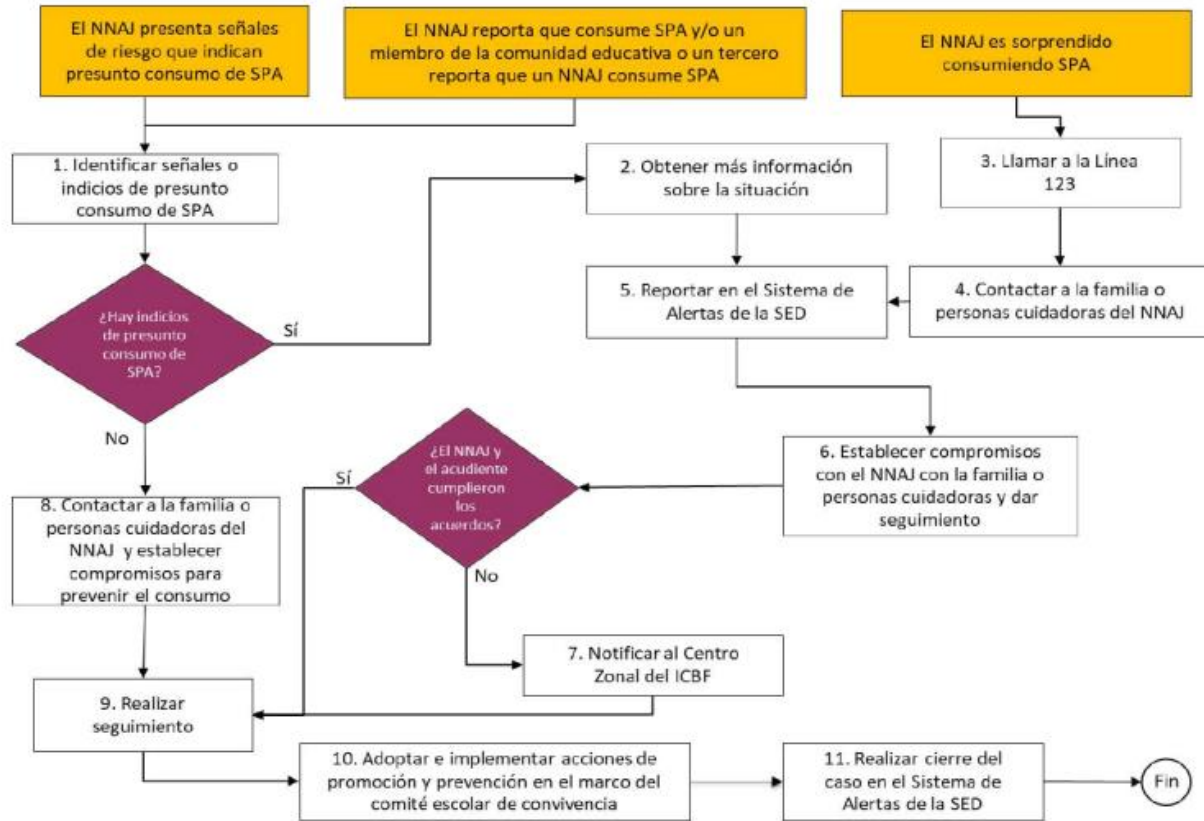 El NNAJ presenta señales
de riesgo que indican
presunto consumo de SPA
El NNAJ reporta que consume SPA y/o un
miembro de la comunidad educativa o un tercero
reporta que un NNAJ consume SPA
El NNAJ es sorprendido
consumiendo SPA
1. Identificar señales o
indicios de presunto
consumo de SPA
2. Obtener más información
sobre la situación
3. Llamar a la Línea
123
¿Hay indicios
de presunto
consumo de
SPA?
Sí
No
5. Reportar en el Sistema de
Alertas de la SED
4. Contactar a la familia o
personas cuidadoras del NNAJ
¿El NNAJ y
el acudiente
cumplieron
los
acuerdos?
Sí
No
6. Establecer compromisos
con el NNAJ con la familia o
personas cuidadoras y dar
seguimiento
8. Contactar a la familia o
personas cuidadoras del
NNAJ y establecer
compromisos para
prevenir el consumo
7. Notificar al Centro
Zonal del ICBF
9. Realizar
seguimiento
10. Adoptar e implementar acciones de
promoción y prevención en el marco del
comité escolar de convivencia
11. Realizar cierre del
caso en el Sistema de
Alertas de la SED
Fin